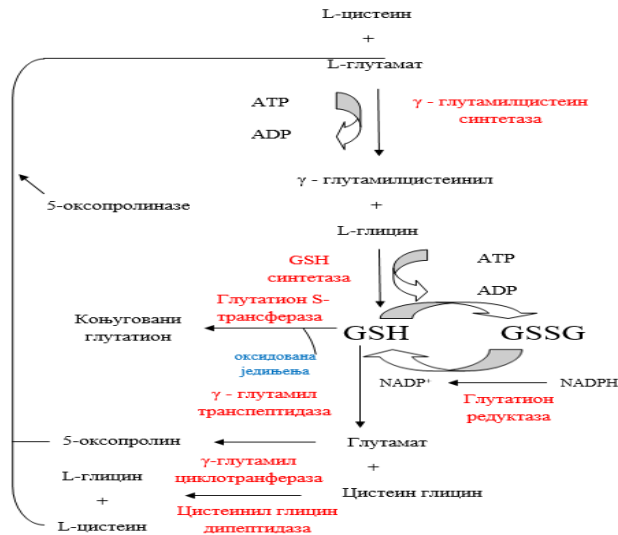 L-цистеин
+
L-глутамат
ATP
γ - глутамилцистеин
синтетаза
ADP
γ - глутамилцистеинил
+
5-оксопролиназе
L-глицин
GSH
синтетаза
ATP
ADP
Глутатион S-
трансфераза
Коњуговани
глутатион
GSH
GSSG
оксидована
једињења
NADP⁺
NADPH
γ - глутамил
транспептидаза
Глутатион
редуктаза
5-оксопролин
Глутамат
γ-глутамил
циклотранфераза
+
L-глицин
+
Цистеин глицин
Цистеинил глицин
дипептидаза
L-цистеин